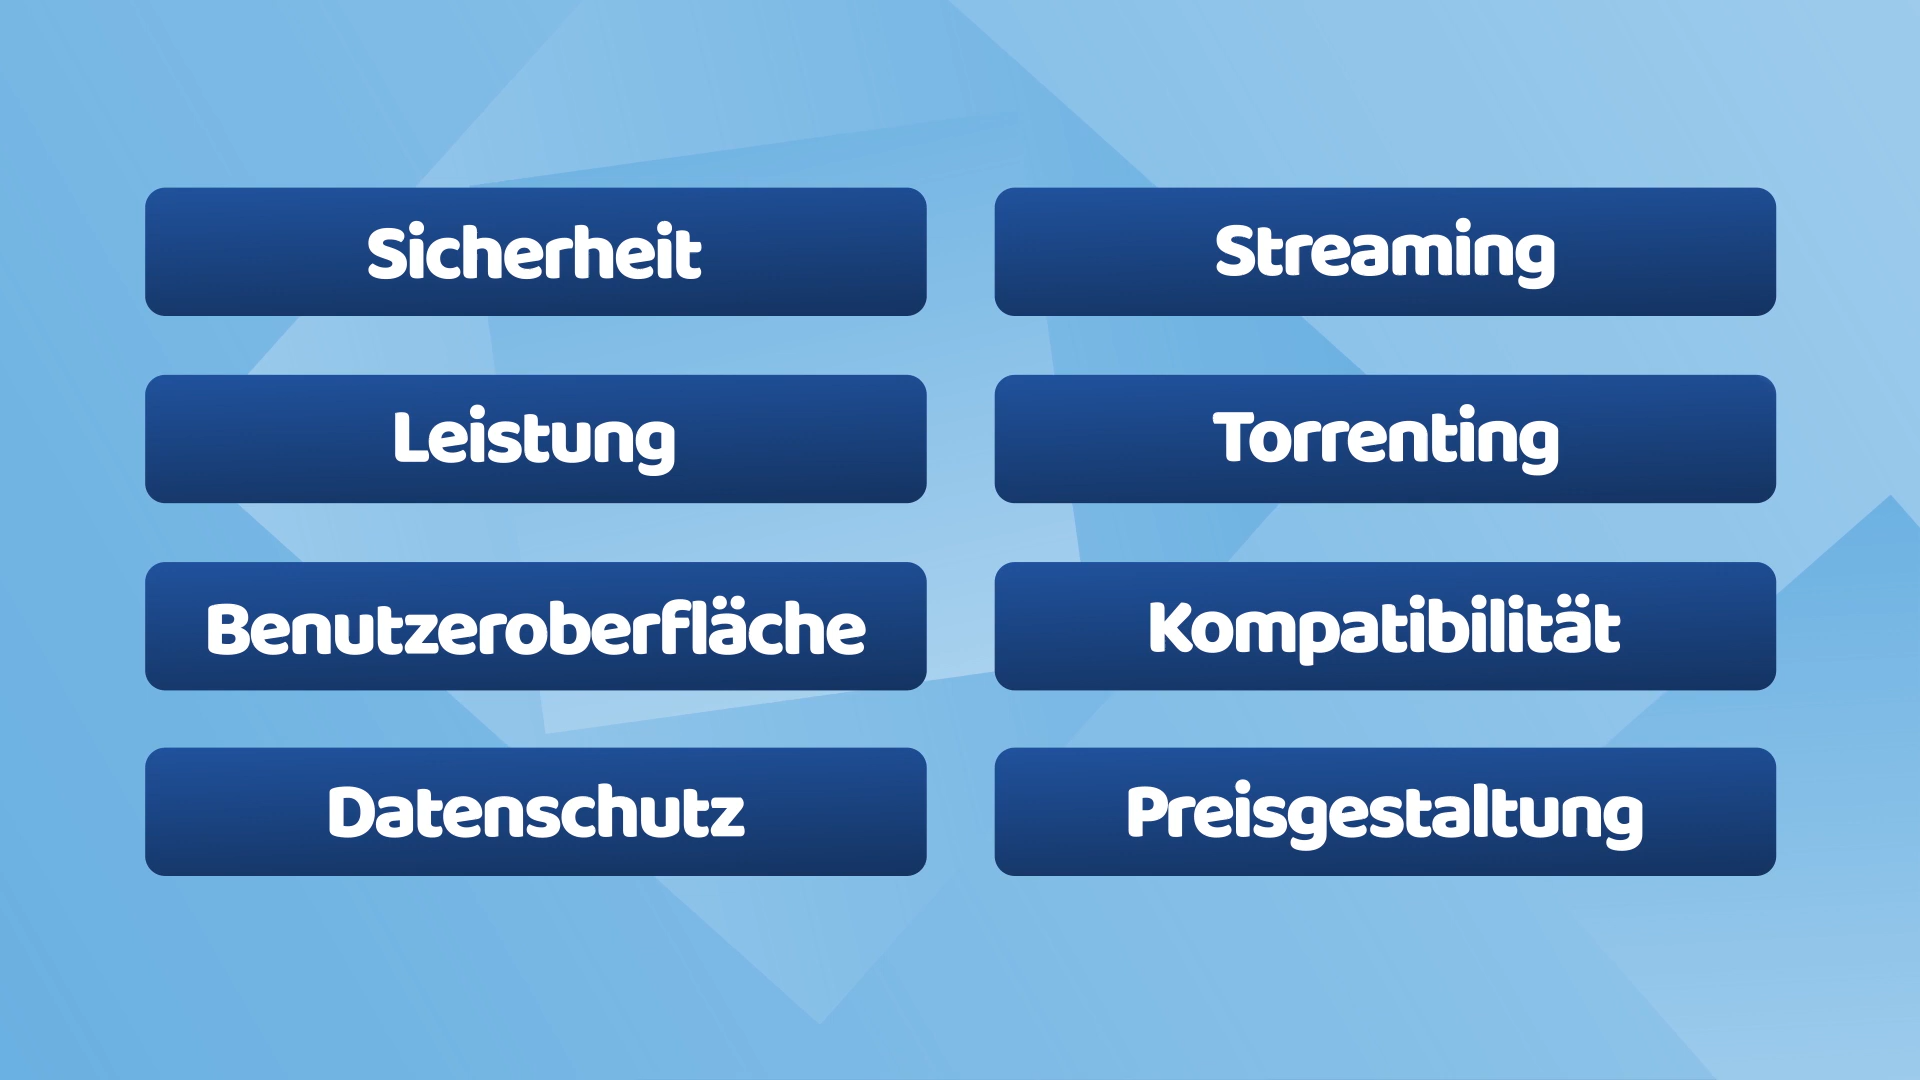 Sicherheit
Streaming
Leistung
Torrenting
Benutzeroberfläche
Kompatibilität
Datenschutz
Preisgestaltung